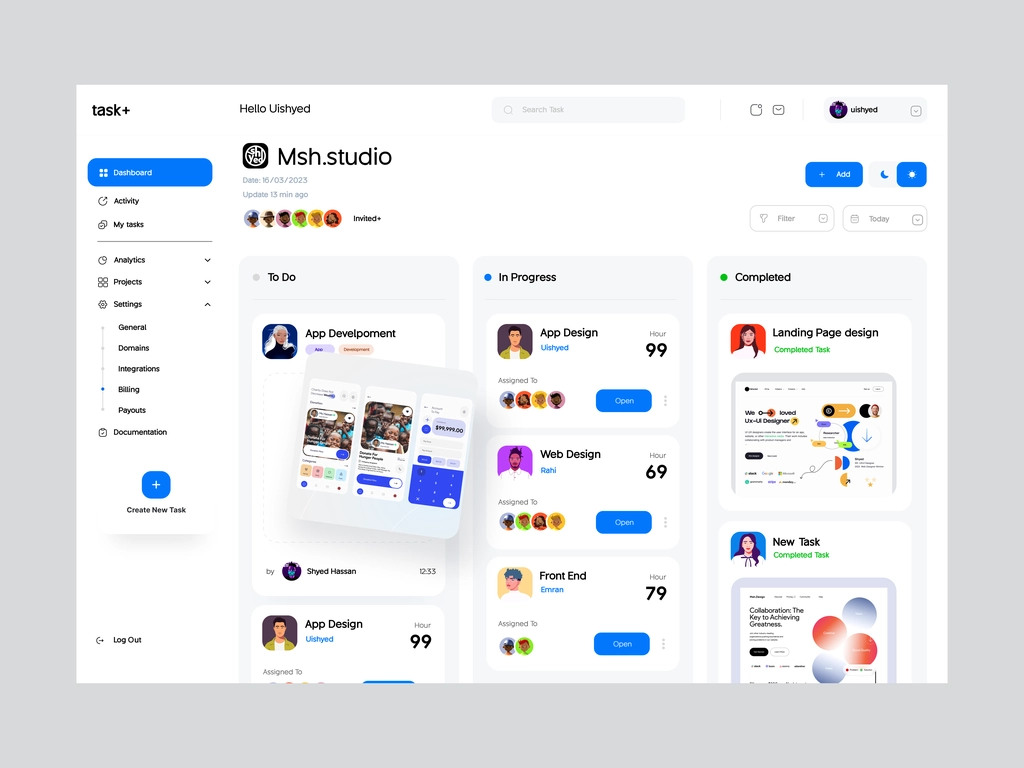 task+
Hello Uishyed
Search Task
uishyed
Dashboard
Activity
My tasks
Analytics
Projects
Settings
General
Domains
Integrations
Billing
Payouts
Documentation
+
Create New Task
Log Out
Msh.studio
Date: 16/03/2023
Update 13 min ago
Invited+
+ Add
Filter
Today
To Do
App Develpoment
App
Development
$99,999.00
Donate For
Hunger People
by Shyed Hassan 12:33
App Design
Uishyed
Hour
99
Assigned To
In Progress
App Design
Uishyed
Hour
99
Assigned To
Open
Web Design
Rahi
Hour
69
Assigned To
Open
Front End
Emran
Hour
79
Assigned To
Open
Completed
Landing Page design
Completed Task
We loved
Ux-Ui Designer
New Task
Completed Task
Collaboration: The
Key to Achieving
Greatness.